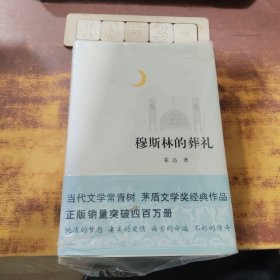 穆斯林的葬礼
霍达 著
当代文学常青树 茅盾文学奖经典作品
正版销量突破四百万册
纯洁的梦想 凄美的爱情 痛苦的命运 不朽的传奇